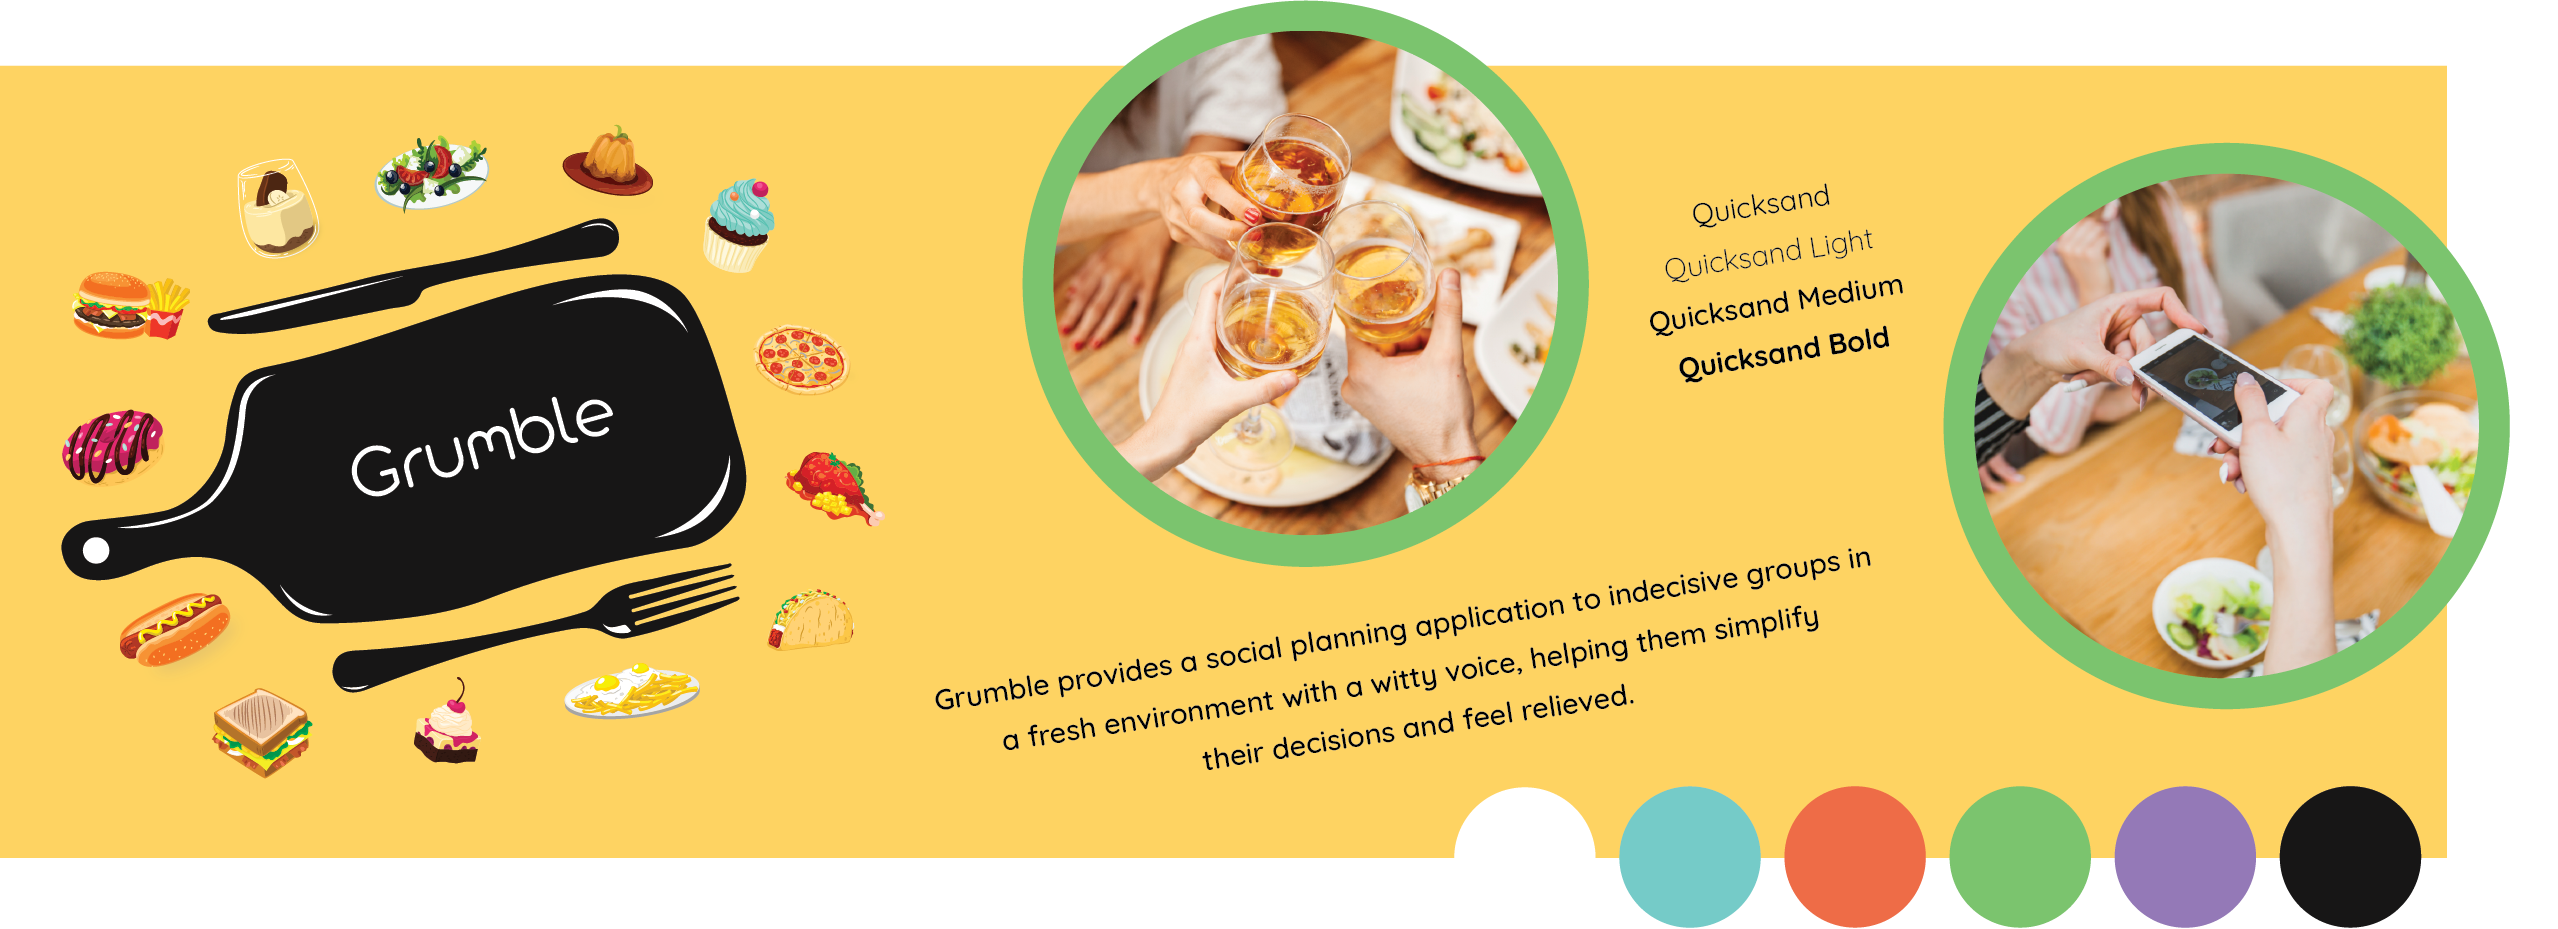 Grumble
Quicksand
Quicksand Light
Quicksand Medium
Quicksand Bold
Grumble provides a social planning application to indecisive groups in
a fresh environment with a witty voice, helping them simplify
their decisions and feel relieved.